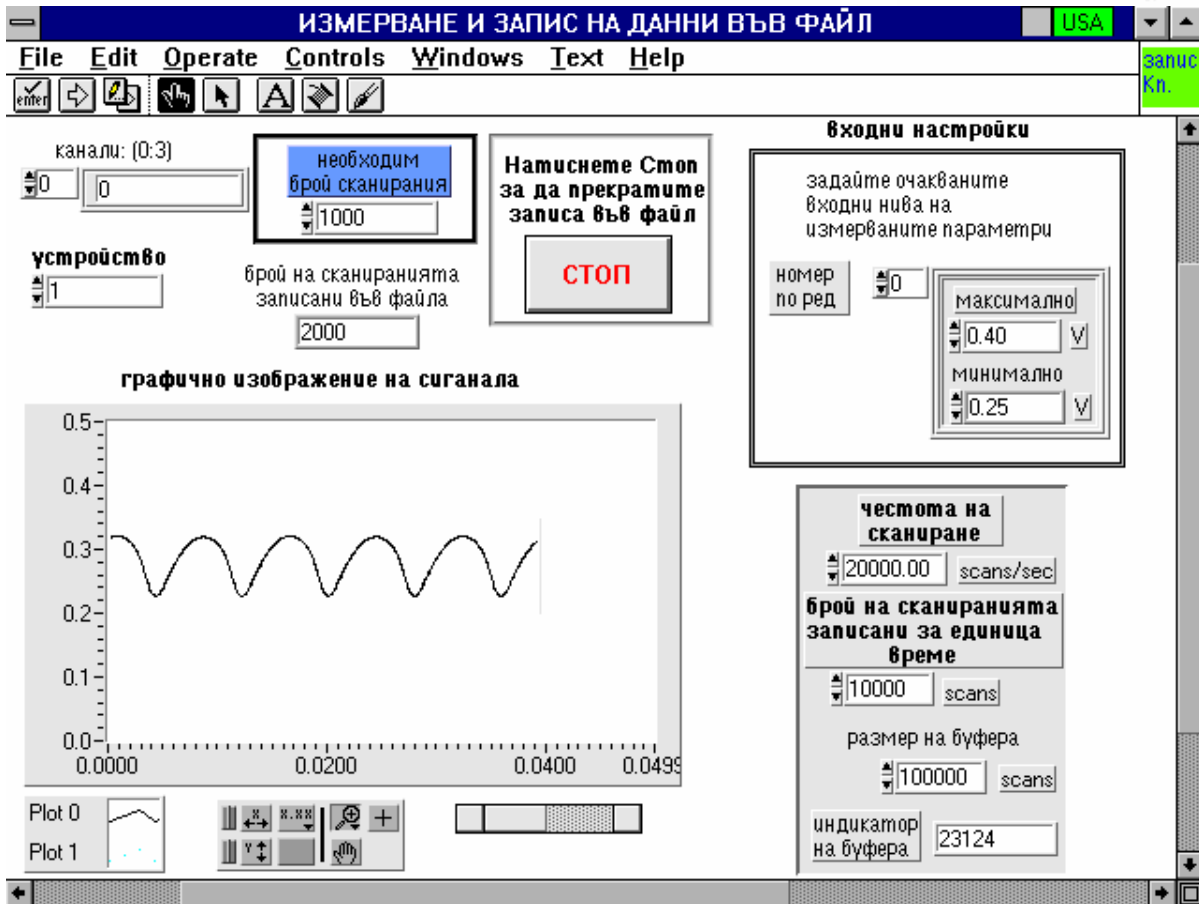 ИЗМЕРВАНЕ И ЗАПИС НА ДАННИ ВЪВ ФАЙЛ
USA
File Edit Operate Controls Windows Text Help
запис
Кп.
enter
A
канали: (0:3)
0
0
необходим
брой сканирания
1000
устройство
1
брой на сканиранията
записани във файла
2000
Натиснете Стоп
за да прекратите
записа във файл
СТОП
входни настройки
задайте очакваните
входни нива на
измерваните параметри
номер
по ред
0
максимално
0.40 V
минимално
0.25 V
графично изображение на сиганала
0.5
0.4
0.3
0.2
0.1
0.0
0.0000 0.0200 0.0400 0.0499
честота на
сканиране
20000.00 scans/sec
брой на сканиранията
записани за единица
време
10000 scans
размер на буфера
100000 scans
индикатор
на буфера
23124
Plot 0
Plot 1
X X.XX
Y